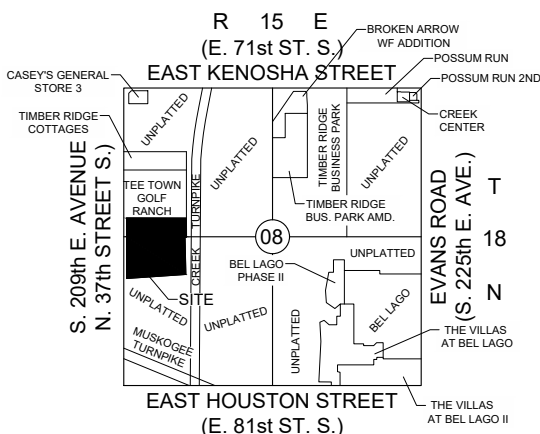 R 15 E
(E. 71st ST. S.)
EAST KENOSHA STREET
BROKEN ARROW
WF ADDITION
POSSUM RUN
POSSUM RUN 2ND
CREEK
CENTER
CASEY'S GENERAL
STORE 3
TIMBER RIDGE
COTTAGES
UNPLATTED
UNPLATTED
TIMBER RIDGE
BUSINESS PARK
UNPLATTED
TEE TOWN
GOLF
RANCH
CREEK TURNPIKE
TIMBER RIDGE
BUS. PARK AMD.
S. 209th E. AVENUE
N. 37th STREET S.)
EVANS ROAD
(S. 225th E. AVE.)
T
18
N
08
UNPLATTED
BEL LAGO
PHASE II
SITE
UNPLATTED
UNPLATTED
UNPLATTED
BEL LAGO
MUSKOGEE
TURNPIKE
THE VILLAS
AT BEL LAGO
THE VILLAS
AT BEL LAGO II
EAST HOUSTON STREET
(E. 81st ST. S.)